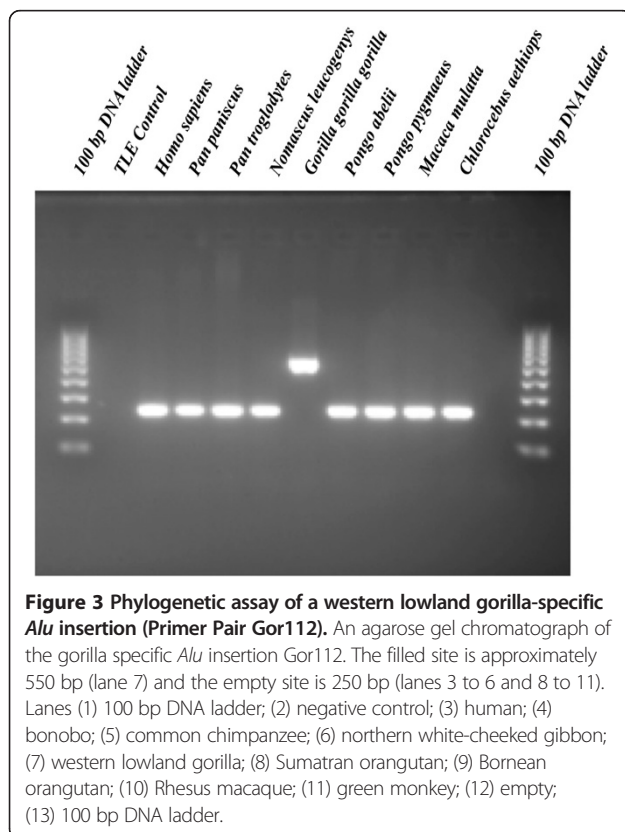 100 bp DNA ladder
TLE Control
Homo sapiens
Pan paniscus
Pan troglodytes
Nomascus leucogenys
Gorilla gorilla gorilla
Pongo abelii
Pongo pygmaeus
Macaca mulatta
Chlorocebus aethiops
100 bp DNA ladder
Figure 3 Phylogenetic assay of a western lowland gorilla-specific
Alu insertion (Primer Pair Gor112). An agarose gel chromatograph of
the gorilla specific Alu insertion Gor112. The filled site is approximately
550 bp (lane 7) and the empty site is 250 bp (lanes 3 to 6 and 8 to 11).
Lanes (1) 100 bp DNA ladder; (2) negative control; (3) human; (4)
bonobo; (5) common chimpanzee; (6) northern white-cheeked gibbon;
(7) western lowland gorilla; (8) Sumatran orangutan; (9) Bornean
orangutan; (10) Rhesus macaque; (11) green monkey; (12) empty;
(13) 100 bp DNA ladder.